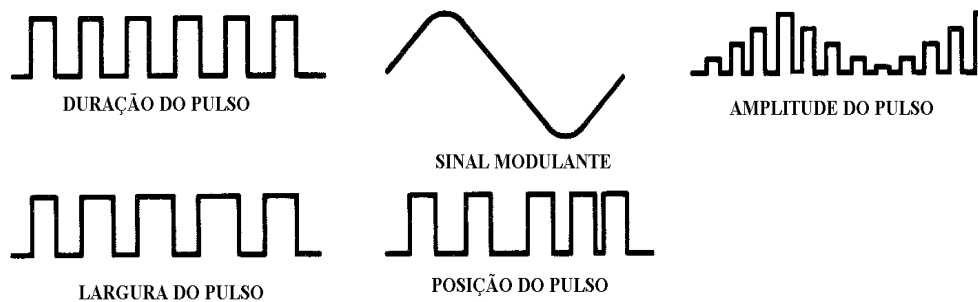 DURAÇÃO DO PULSO
SINAL MODULANTE
AMPLITUDE DO PULSO
LARGURA DO PULSO
POSIÇÃO DO PULSO